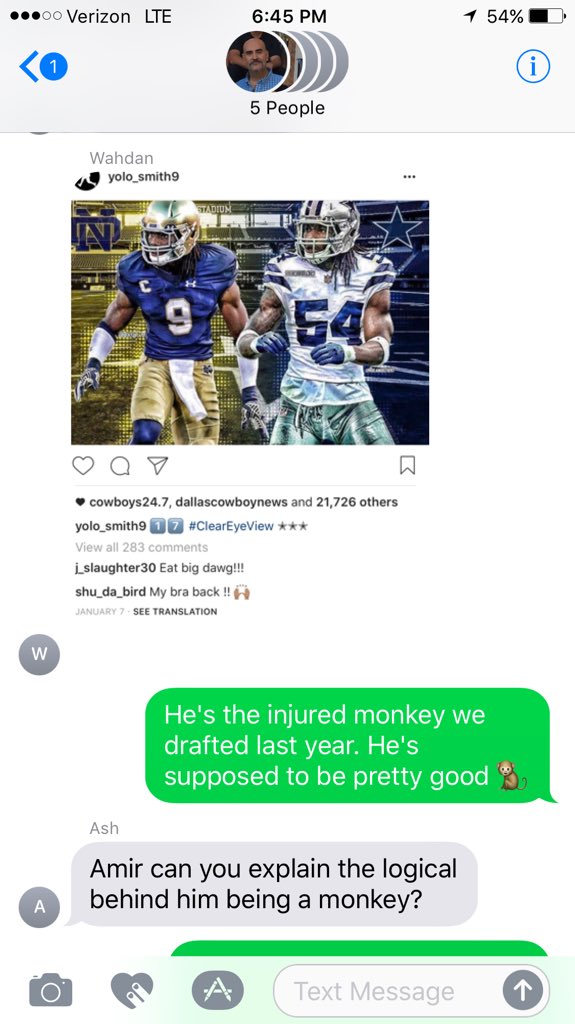 Verizon LTE 6:45 PM 54%
1
5 People
Wahdan
yolo_smith9
STADIUM
ND
C
9
54
cowboys24.7, dallascowboynews and 21,726 others
yolo_smith9 1️⃣ 7️⃣ #ClearEyeView ★★★
View all 283 comments
j_slaughter30 Eat big dawg!!!
shu_da_bird My bra back !! 🙌🏽
JANUARY 7 · SEE TRANSLATION
W
He's the injured monkey we
drafted last year. He's
supposed to be pretty good 🐒
Ash
Amir can you explain the logical
behind him being a monkey?
A
Text Message